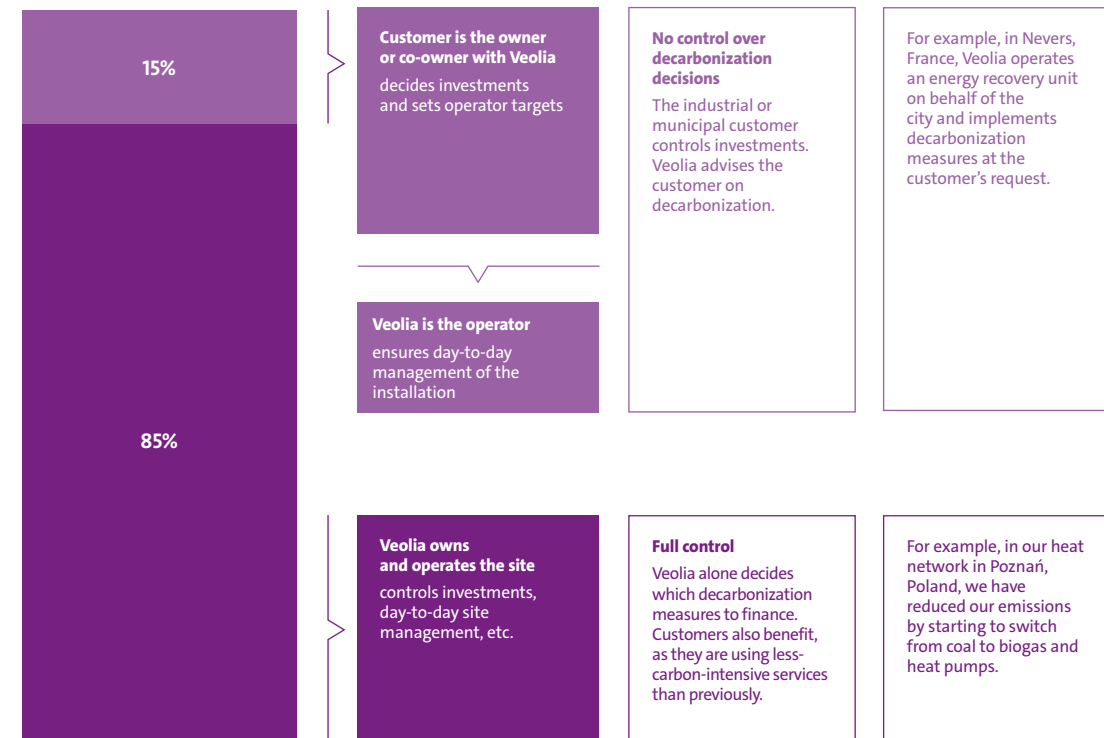 15%
Customer is the owner
or co-owner with Veolia
decides investments
and sets operator targets
No control over
decarbonization
decisions
The industrial or
municipal customer
controls investments.
Veolia advises the
customer on
decarbonization.
For example, in Nevers,
France, Veolia operates
an energy recovery unit
on behalf of the
city and implements
decarbonization
measures at the
customer’s request.
Veolia is the operator
ensures day-to-day
management of the
installation
85%
Veolia owns
and operates the site
controls investments,
day-to-day site
management, etc.
Full control
Veolia alone decides
which decarbonization
measures to finance.
Customers also benefit,
as they are using less-
carbon-intensive services
than previously.
For example, in our heat
network in Poznań,
Poland, we have
reduced our emissions
by starting to switch
from coal to biogas and
heat pumps.